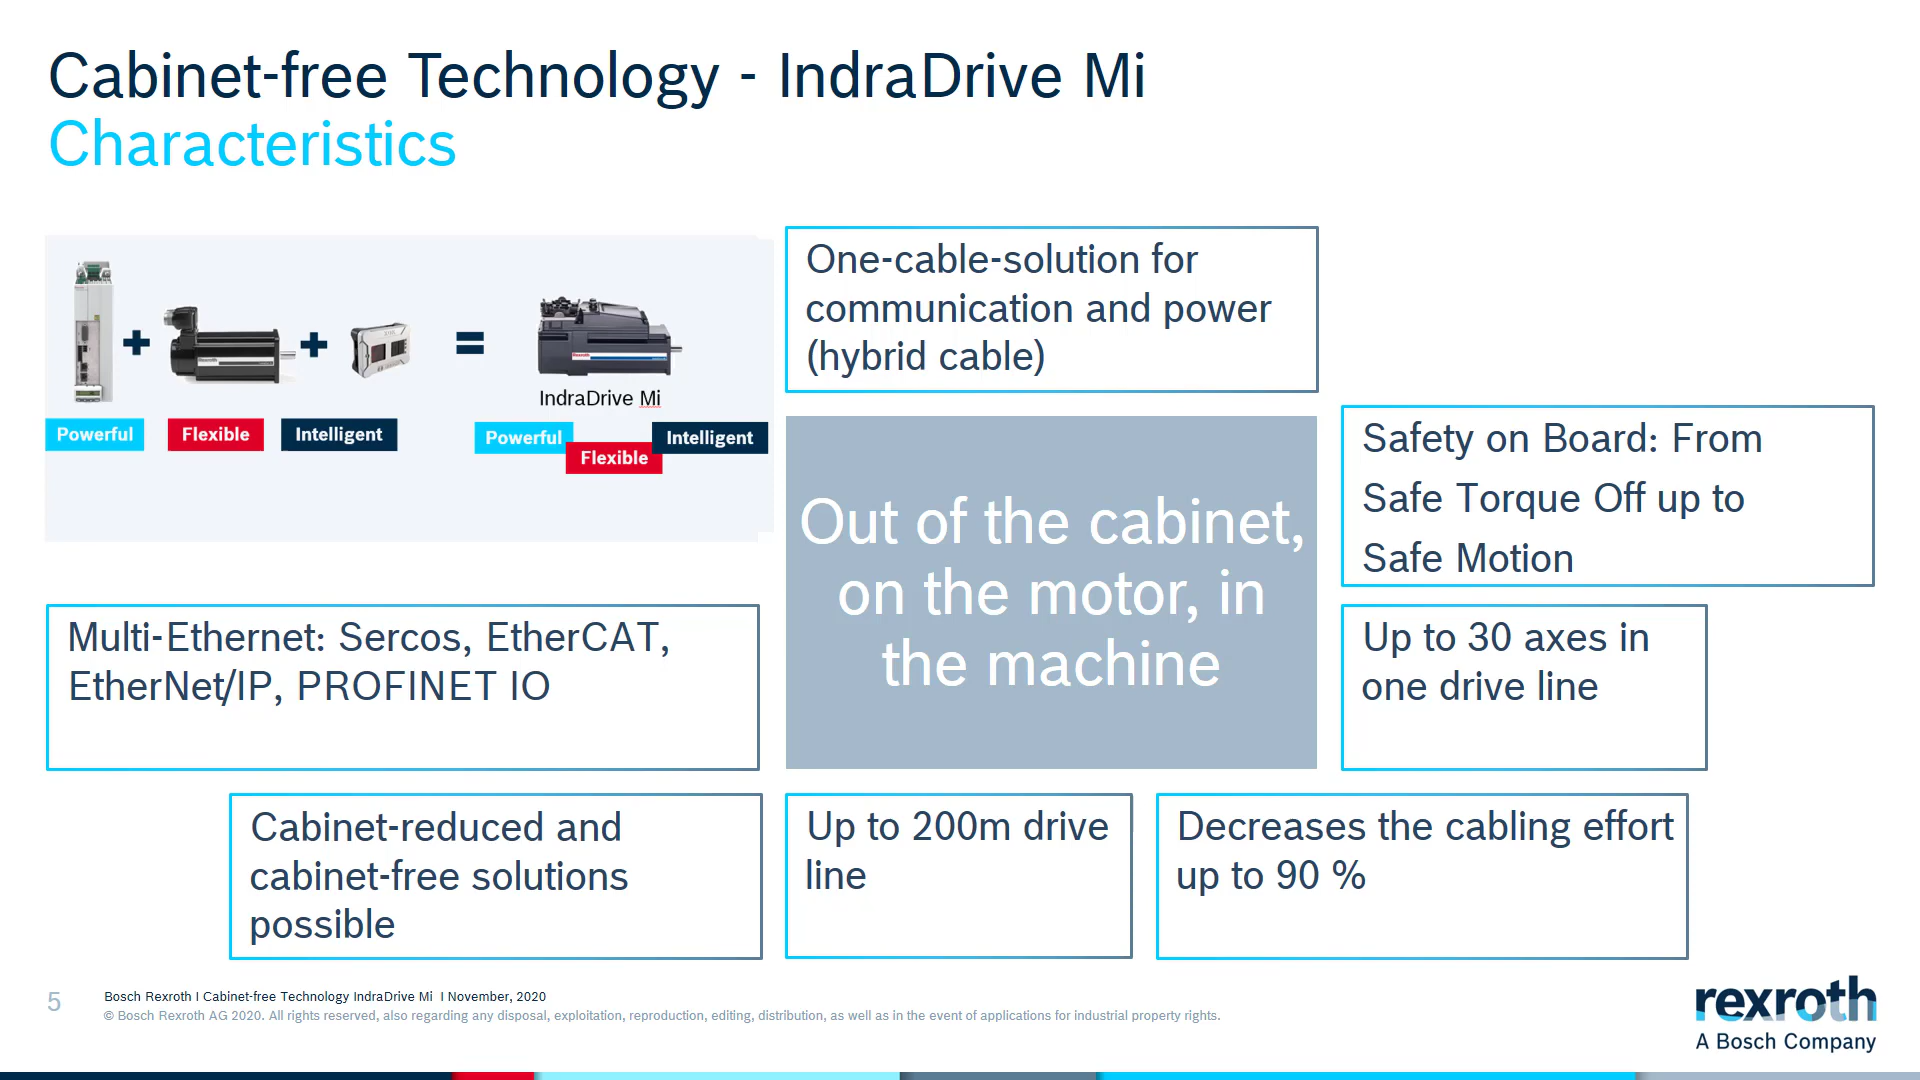 Cabinet-free Technology - IndraDrive Mi
Characteristics
IndraDrive Mi
Powerful
Flexible
Intelligent
Powerful
Flexible
Intelligent
One-cable-solution for
communication and power
(hybrid cable)
Out of the cabinet,
on the motor, in
the machine
Safety on Board: From
Safe Torque Off up to
Safe Motion
Multi-Ethernet: Sercos, EtherCAT,
EtherNet/IP, PROFINET IO
Up to 30 axes in
one drive line
Cabinet-reduced and
cabinet-free solutions
possible
Up to 200m drive
line
Decreases the cabling effort
up to 90 %
5
Bosch Rexroth I Cabinet-free Technology IndraDrive Mi I November, 2020
© Bosch Rexroth AG 2020. All rights reserved, also regarding any disposal, exploitation, reproduction, editing, distribution, as well as in the event of applications for industrial property rights.
rexroth
A Bosch Company